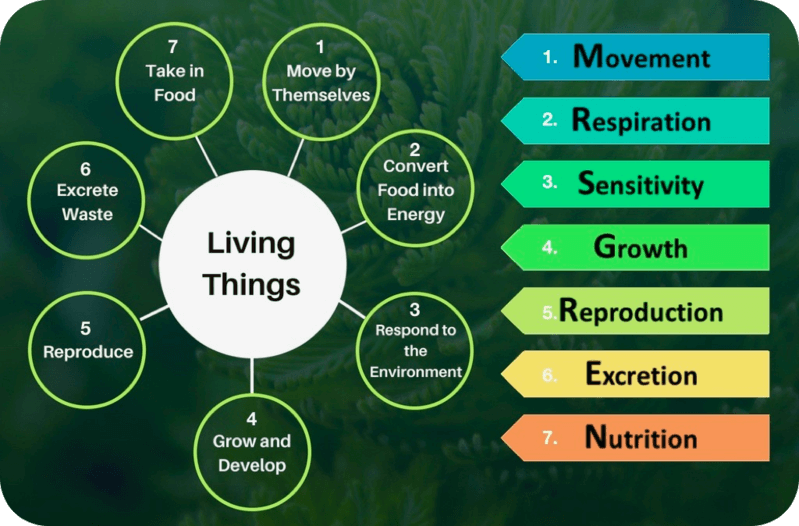 7
Take in
Food
1
Move by
Themselves
2
Convert
Food into
Energy
6
Excrete
Waste
Living
Things
5
Reproduce
3
Respond to
the
Environment
4
Grow and
Develop
1. Movement
2. Respiration
3. Sensitivity
4. Growth
5. Reproduction
6. Excretion
7. Nutrition